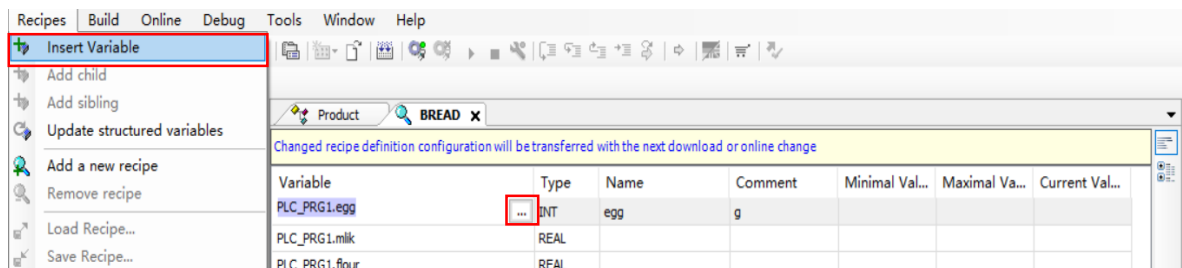 Recipes Build Online Debug Tools Window Help
Insert Variable
Add child
Add sibling
Update structured variables
Add a new recipe
Remove recipe
Load Recipe...
Save Recipe...
Product BREAD X
Changed recipe definition configuration will be transferred with the next download or online change
Variable Type Name Comment Minimal Val... Maximal Va... Current Val...
PLC_PRG1.egg ... INT egg g
PLC_PRG1.mlik REAL
PLC_PRG1.flour REAL